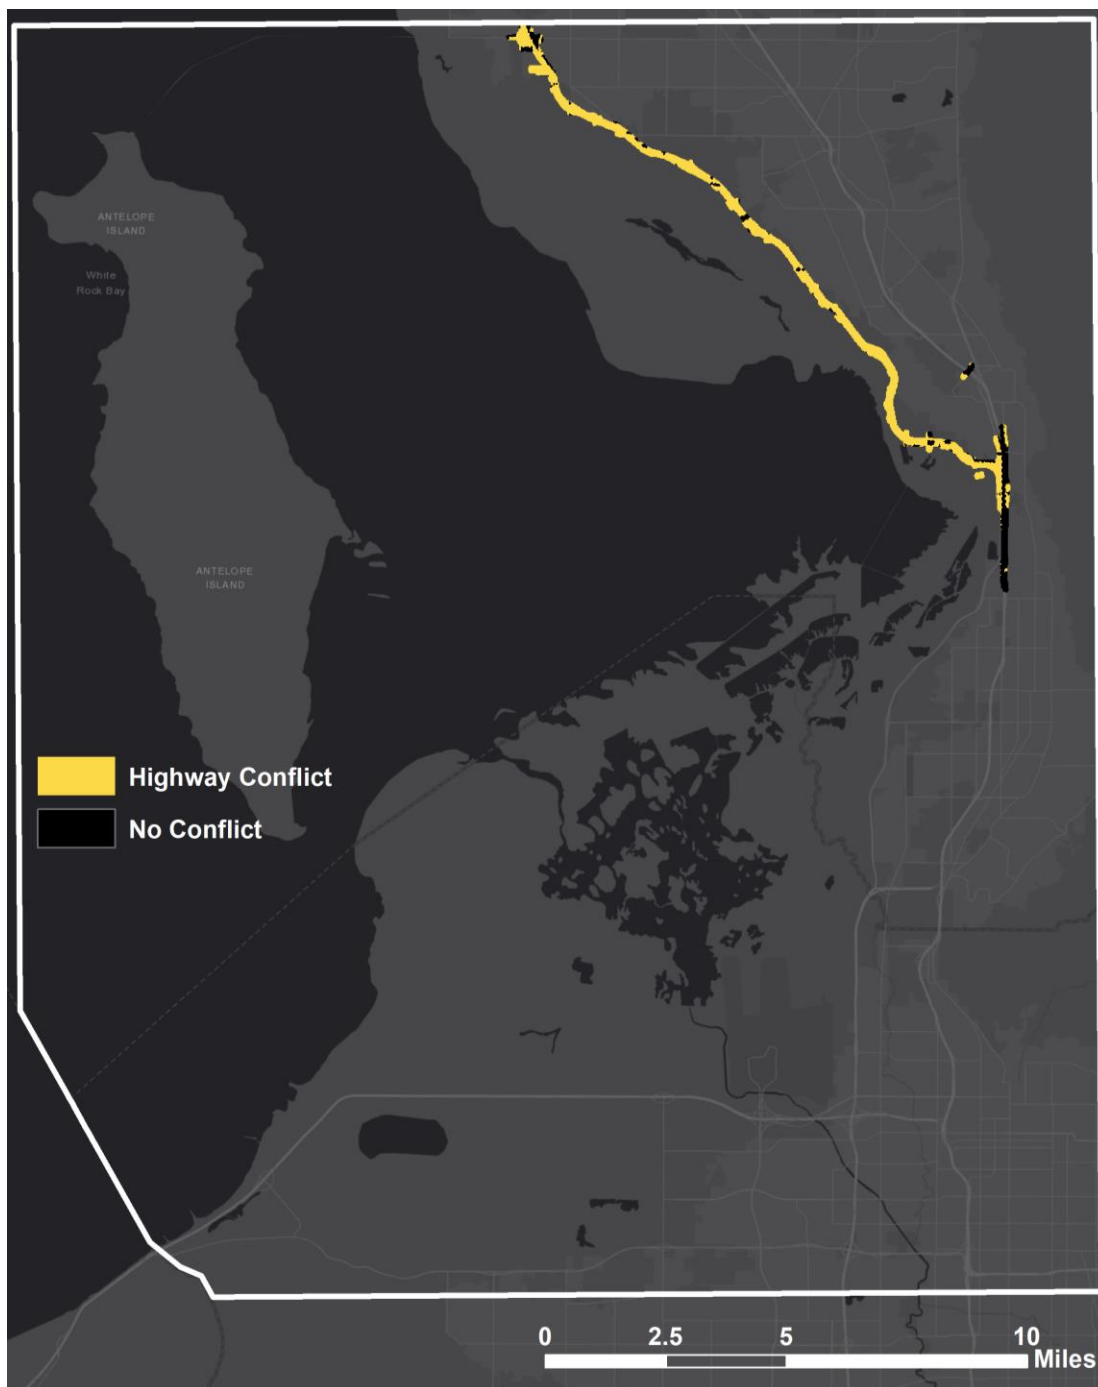 ANTELOPE
ISLAND
White
Rock Bay
ANTELOPE
ISLAND
Highway Conflict
No Conflict
0 2.5 5 10
Miles